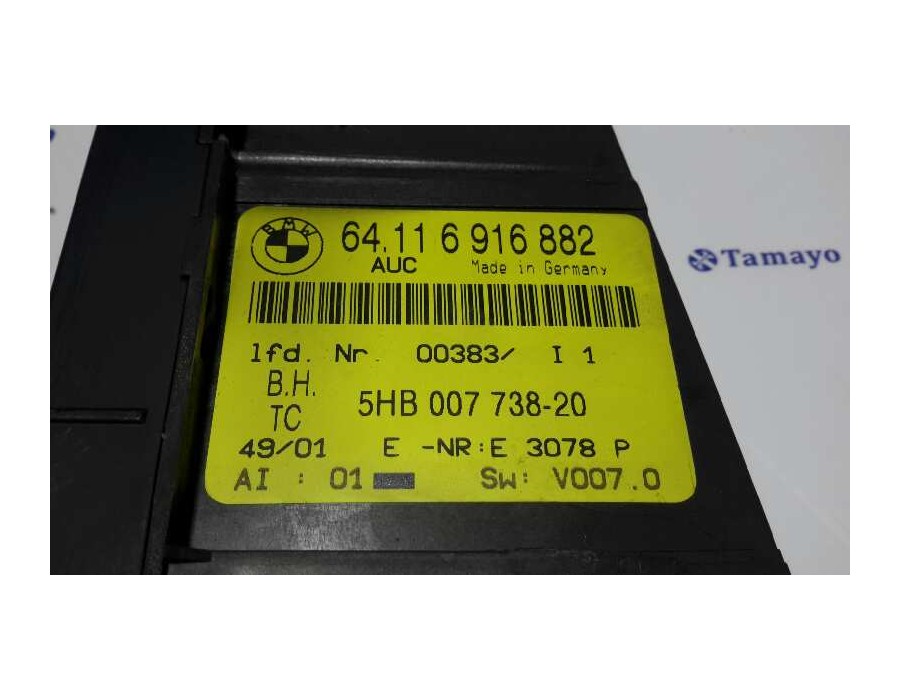 BMW
64.11 6 916 882
AUC Made in Germany
lfd. Nr. 00383/ I 1
B.H.
TC
5HB 007 738-20
49/01 E -NR:E 3078 P
AI : 01 Sw: V007.0
Tamayo